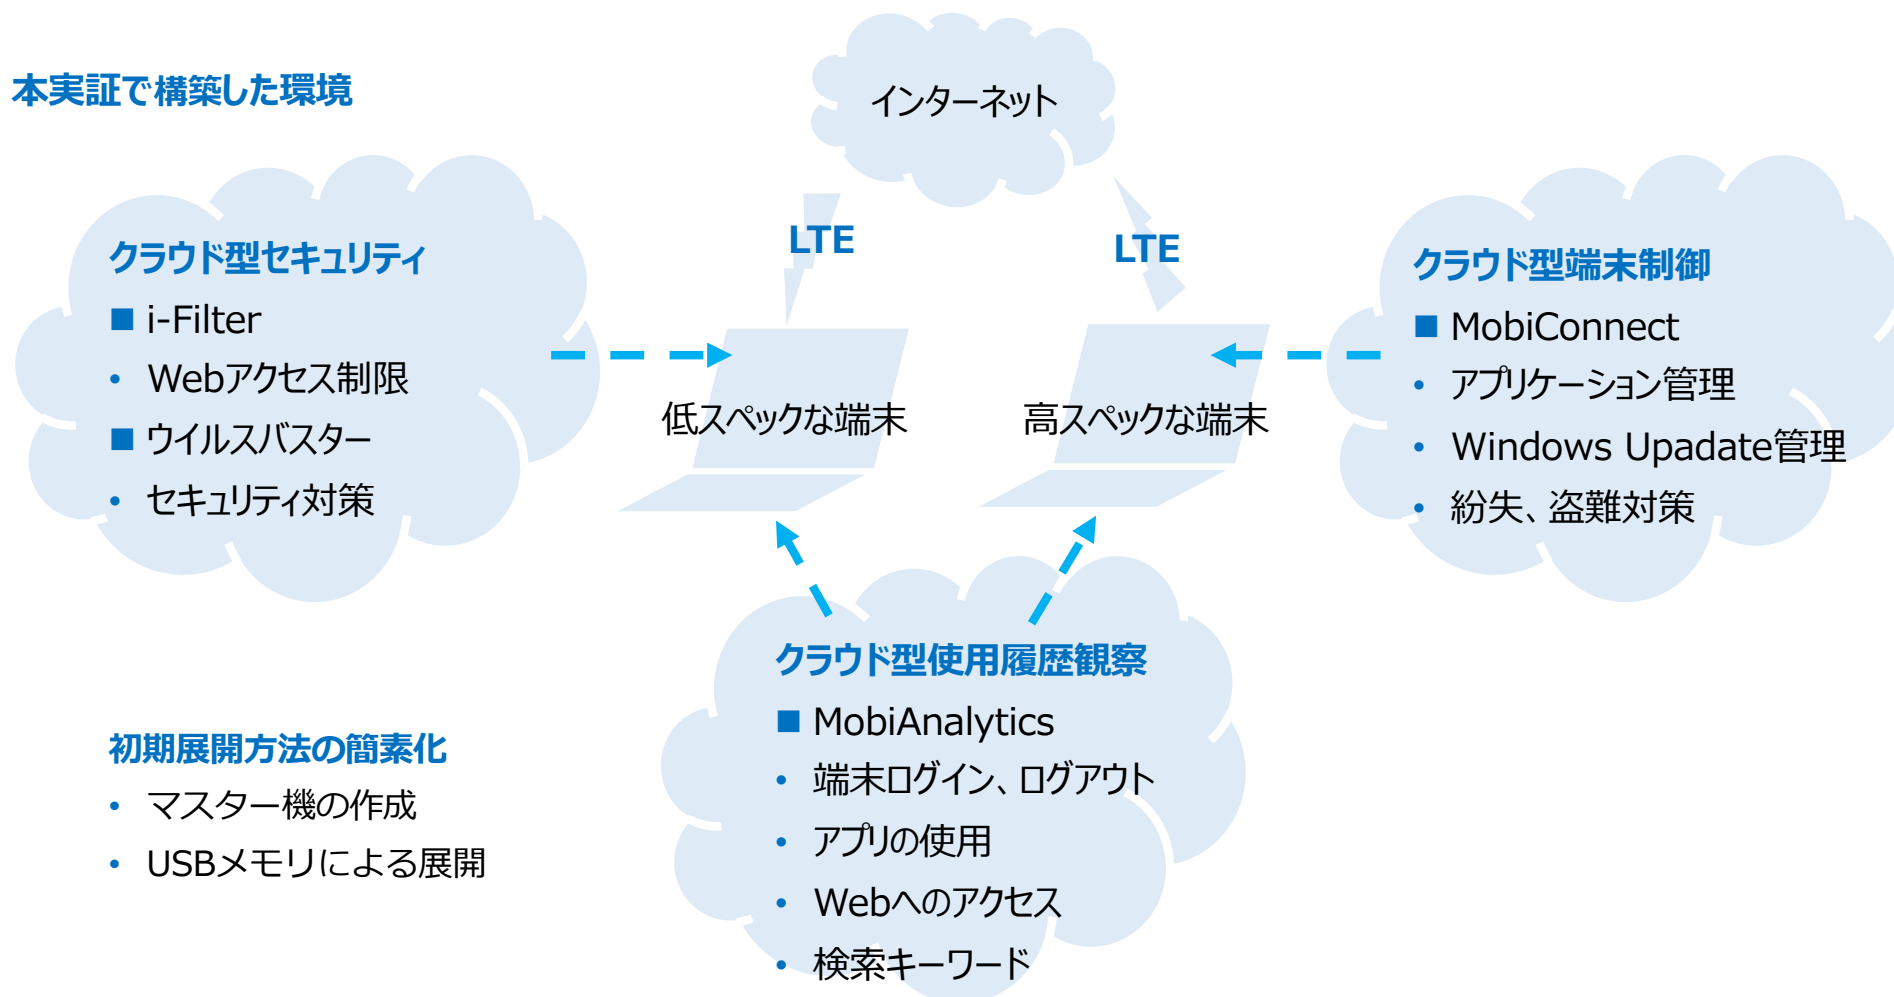 本実証で構築した環境
インターネット
LTE
LTE
クラウド型セキュリティ
■ i-Filter
• Webアクセス制限
■ ウイルスバスター
• セキュリティ対策
低スペックな端末
高スペックな端末
クラウド型端末制御
■ MobiConnect
• アプリケーション管理
• Windows Upadate管理
• 紛失、盗難対策
クラウド型使用履歴観察
■ MobiAnalytics
• 端末ログイン、ログアウト
• アプリの使用
• Webへのアクセス
• 検索キーワード
初期展開方法の簡素化
• マスター機の作成
• USBメモリによる展開